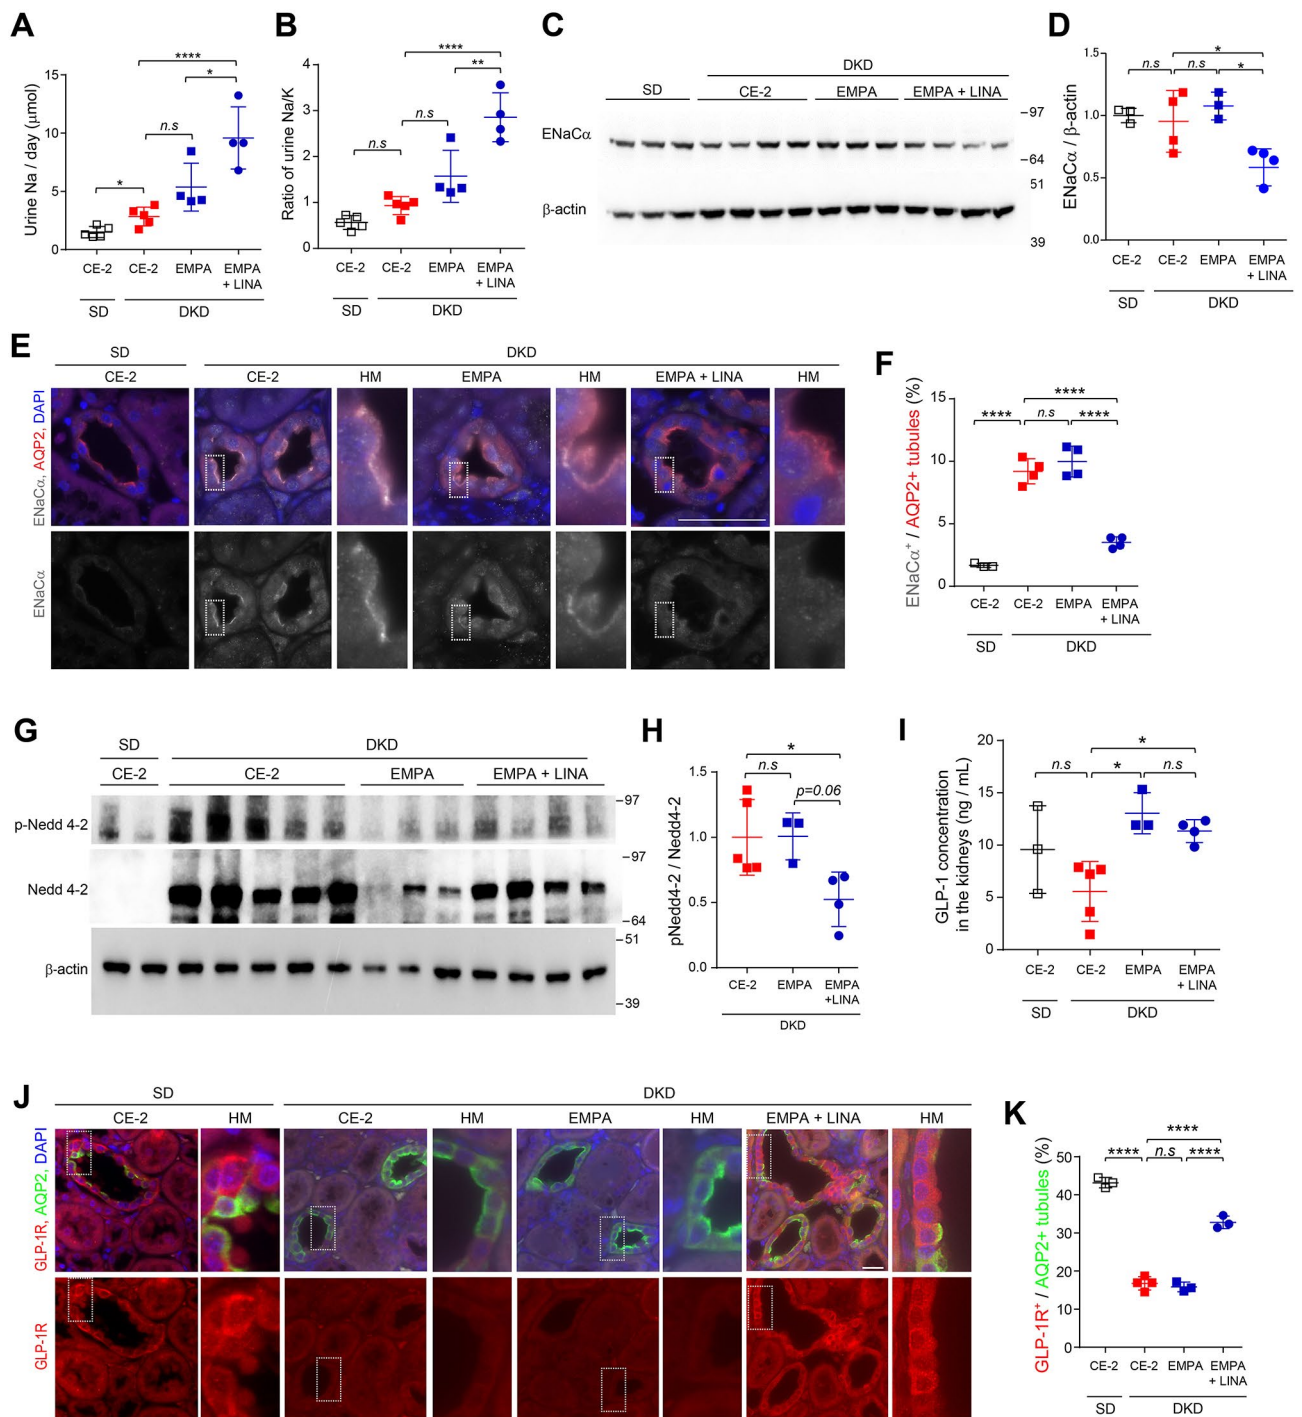 A
Urine Na / day (μmol)
15
10
5
0
****
*
n.s
*
CE-2
CE-2
EMPA
EMPA
+ LINA
SD
DKD
B
Ratio of urine Na/K
4
3
2
1
0
****
**
n.s
n.s
CE-2
CE-2
EMPA
EMPA
+ LINA
SD
DKD
C
DKD
SD
CE-2
EMPA
EMPA + LINA
ENaCα
β-actin
-97
64
51
39
D
ENaCα / β-actin
1.5
1.0
0.5
0.0
*
n.s
n.s
*
CE-2
CE-2
EMPA
EMPA
+ LINA
SD
DKD
E
SD
DKD
CE-2
CE-2
HM
EMPA
HM
EMPA + LINA
HM
ENaCα, AQP2, DAPI
ENaCα
F
ENaCα⁺ / AQP2+ tubules (%)
15
10
5
0
****
****
n.s
****
CE-2
CE-2
EMPA
EMPA
+ LINA
SD
DKD
G
SD
DKD
CE-2
CE-2
EMPA
EMPA + LINA
p-Nedd 4-2
Nedd 4-2
β-actin
-97
-97
-64
-51
-39
H
pNedd4-2 / Nedd4-2
1.5
1.0
0.5
0.0
*
n.s
p=0.06
CE-2
EMPA
EMPA
+LINA
DKD
I
GLP-1 concentration
in the kidneys (ng / mL)
20
15
10
5
0
*
n.s
*
n.s
CE-2
CE-2
EMPA
EMPA
+ LINA
SD
DKD
J
SD
DKD
CE-2
HM
CE-2
HM
EMPA
HM
EMPA + LINA
HM
GLP-1R, AQP2, DAPI
GLP-1R
K
GLP-1R⁺ / AQP2+ tubules (%)
50
40
30
20
10
0
****
****
n.s
****
CE-2
CE-2
EMPA
EMPA
+ LINA
SD
DKD